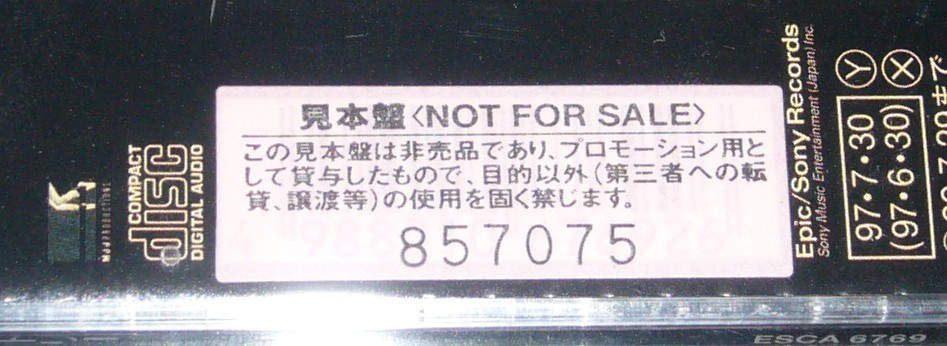 見本盤<NOT FOR SALE>
この見本盤は非売品であり、プロモーション用と
して貸与したもので、目的以外(第三者への転
貸、譲渡等)の使用を固く禁じます。
857075
COMPACT
disc
DIGITAL AUDIO
Epic/Sony Records
Sony Music Entertainment (Japan) Inc.
Ⓨ Ⓧ
97・7・30
(97・6・30)
まで
ESCA 6769